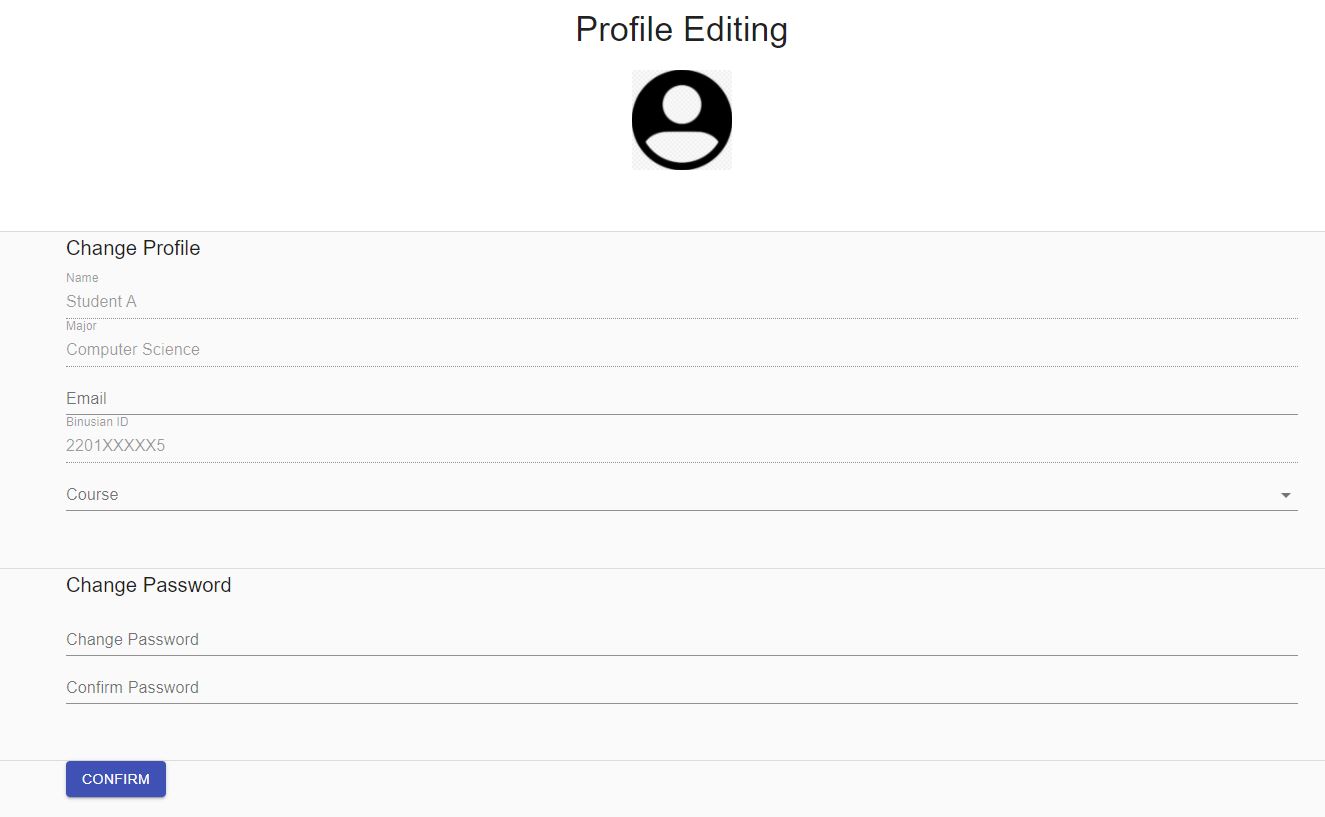 Profile Editing
Change Profile
Name
Student A
Major
Computer Science
Email
Binusian ID
2201XXXXX5
Course
Change Password
Change Password
Confirm Password
CONFIRM